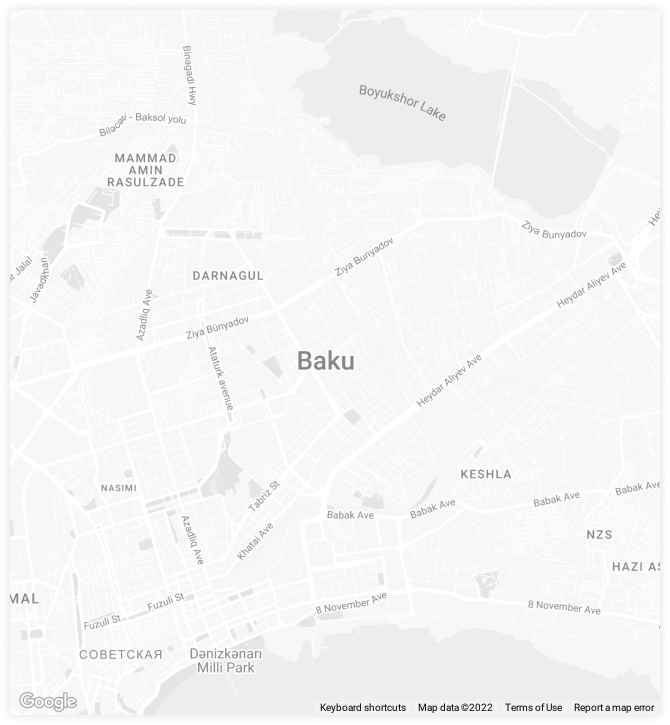 Binagadi Hwy
Boyukshor Lake
Biləcəri - Baksol yolu
MAMMAD
AMIN
RASULZADE
Ziya Bunyadov
Jalal
Javadkhan
Ziya Bunyadov
Heydar Aliyev Ave
DARNAGUL
Azadliq Ave
Ziya Bünyadov
Ataturk avenue
Baku
Heydar Aliyev Ave
KESHLA
NASIMI
Tabriz St
Babak Ave
Babak Ave
Babak Ave
Babak Ave
Azadliq Ave
Khatai Ave
NZS
HAZI AS
MAL
Fuzuli St
Fuzuli St
8 November Ave
8 November Ave
СОВЕТСКАЯ
Dənizkənarı
Milli Park
Google
Keyboard shortcuts Map data ©2022 Terms of Use Report a map error